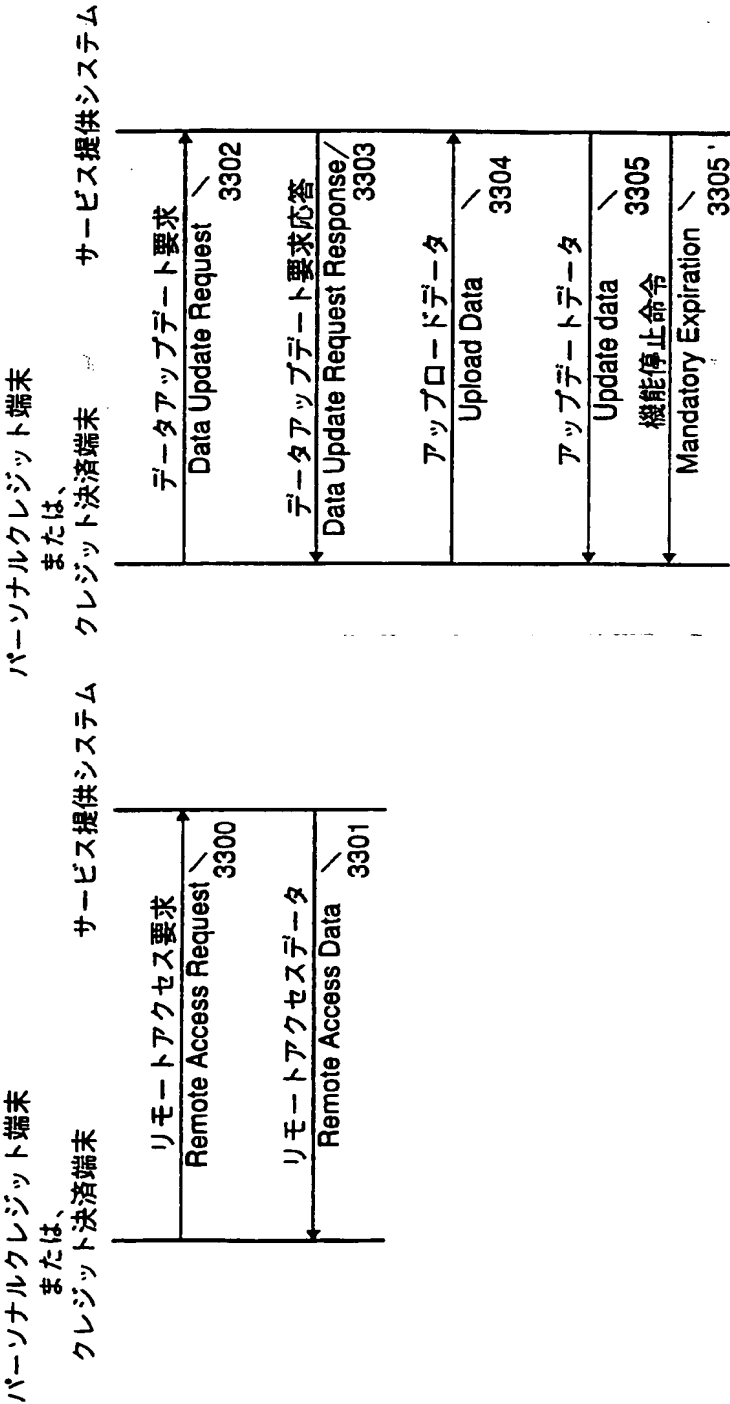 パーソナルクレジット端末
または、
クレジット決済端末
サービス提供システム
リモートアクセス要求
Remote Access Request
3300
リモートアクセスデータ
Remote Access Data
3301
パーソナルクレジット端末
または、
クレジット決済端末
サービス提供システム
データアップデート要求
Data Update Request
3302
データアップデート要求応答
Data Update Request Response
3303
アップロードデータ
Upload Data
3304
アップデートデータ
Update data
3305
機能停止命令
Mandatory Expiration
3305'